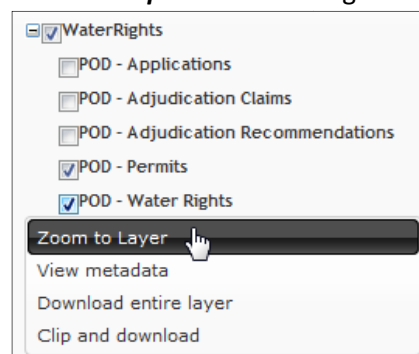 WaterRights
POD - Applications
POD - Adjudication Claims
POD - Adjudication Recommendations
POD - Permits
POD - Water Rights
Zoom to Layer
View metadata
Download entire layer
Clip and download